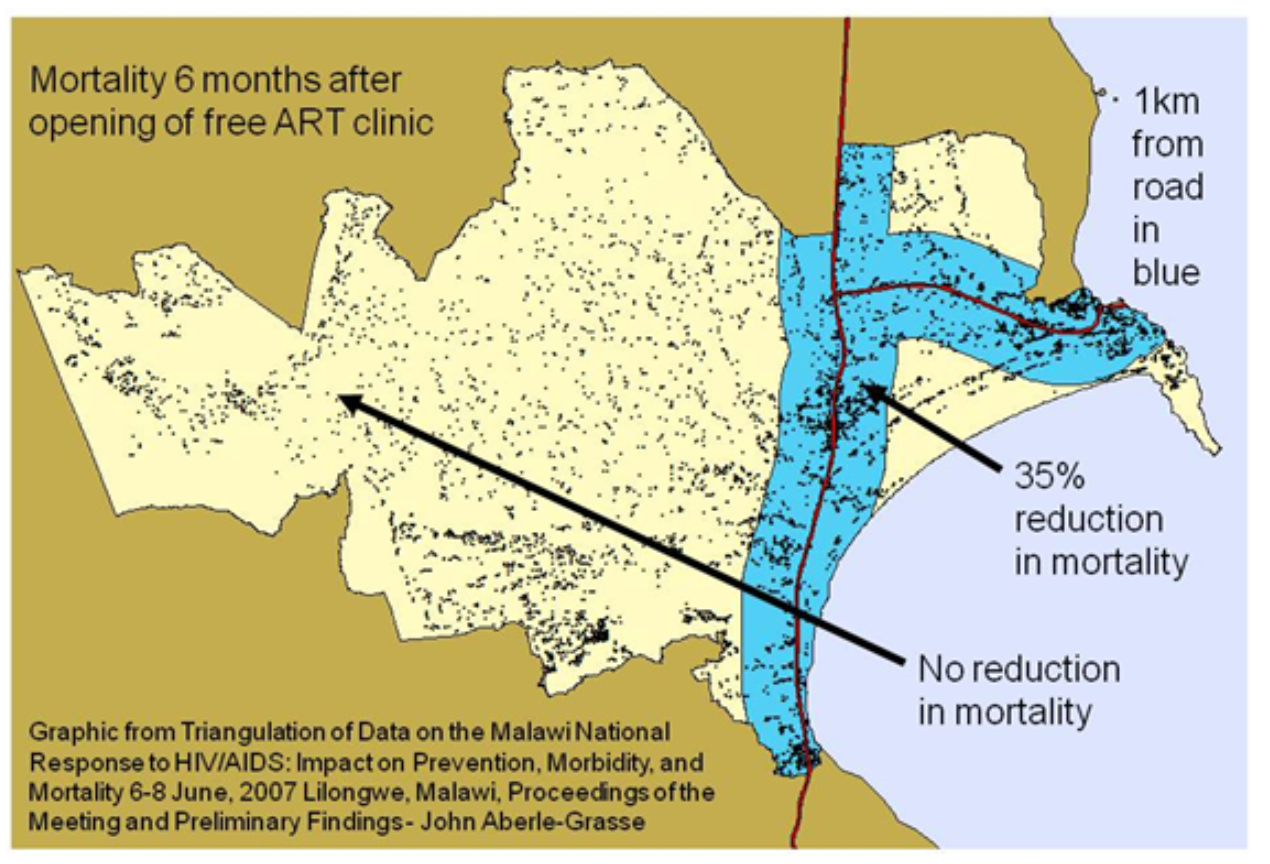 Mortality 6 months after
opening of free ART clinic
1km
from
road
in
blue
35%
reduction
in mortality
No reduction
in mortality
Graphic from Triangulation of Data on the Malawi National
Response to HIV/AIDS: Impact on Prevention, Morbidity, and
Mortality 6-8 June, 2007 Lilongwe, Malawi, Proceedings of the
Meeting and Preliminary Findings- John Aberle-Grasse